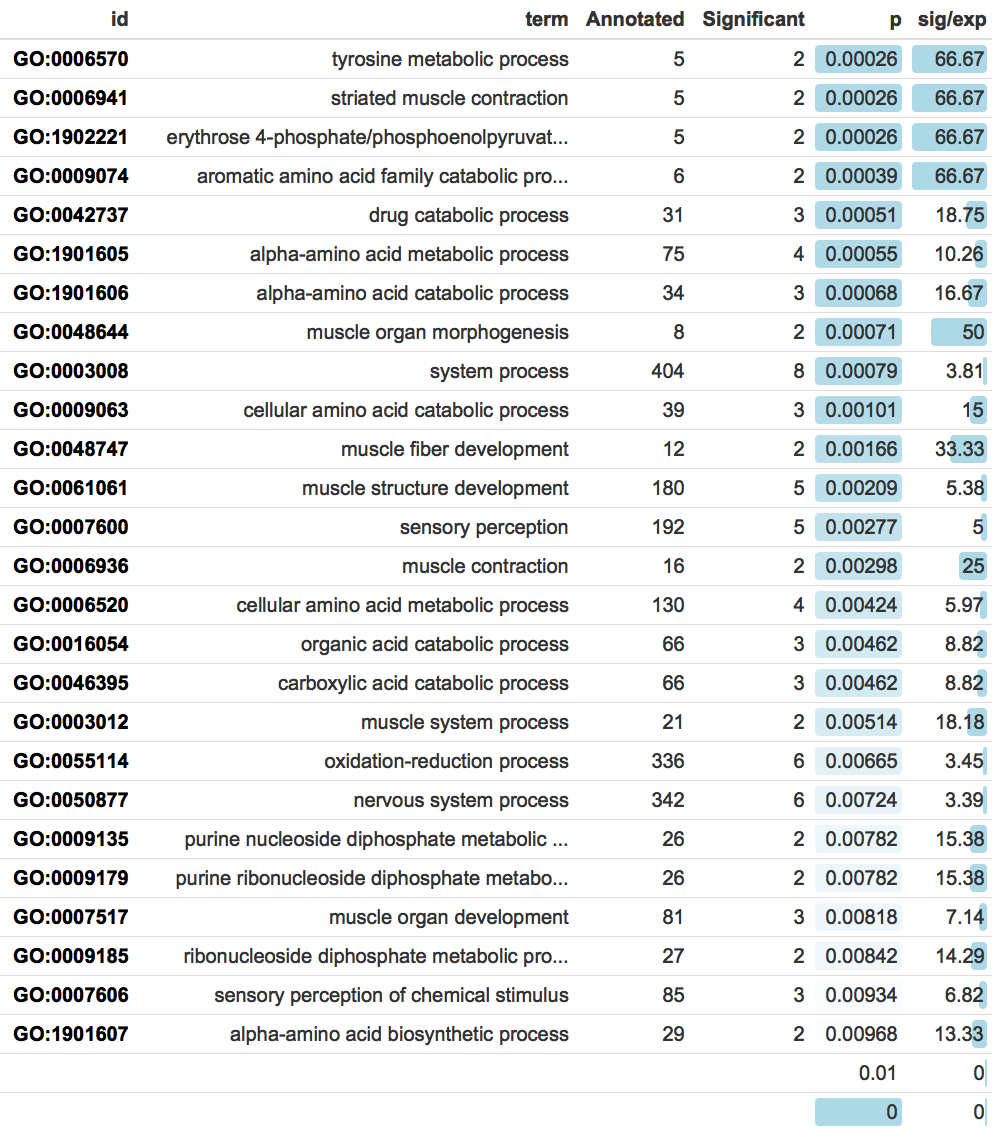 id term Annotated Significant p sig/exp
GO:0006570 tyrosine metabolic process 5 2 0.00026 66.67
GO:0006941 striated muscle contraction 5 2 0.00026 66.67
GO:1902221 erythrose 4-phosphate/phosphoenolpyruvat... 5 2 0.00026 66.67
GO:0009074 aromatic amino acid family catabolic pro... 6 2 0.00039 66.67
GO:0042737 drug catabolic process 31 3 0.00051 18.75
GO:1901605 alpha-amino acid metabolic process 75 4 0.00055 10.26
GO:1901606 alpha-amino acid catabolic process 34 3 0.00068 16.67
GO:0048644 muscle organ morphogenesis 8 2 0.00071 50
GO:0003008 system process 404 8 0.00079 3.81
GO:0009063 cellular amino acid catabolic process 39 3 0.00101 15
GO:0048747 muscle fiber development 12 2 0.00166 33.33
GO:0061061 muscle structure development 180 5 0.00209 5.38
GO:0007600 sensory perception 192 5 0.00277 5
GO:0006936 muscle contraction 16 2 0.00298 25
GO:0006520 cellular amino acid metabolic process 130 4 0.00424 5.97
GO:0016054 organic acid catabolic process 66 3 0.00462 8.82
GO:0046395 carboxylic acid catabolic process 66 3 0.00462 8.82
GO:0003012 muscle system process 21 2 0.00514 18.18
GO:0055114 oxidation-reduction process 336 6 0.00665 3.45
GO:0050877 nervous system process 342 6 0.00724 3.39
GO:0009135 purine nucleoside diphosphate metabolic ... 26 2 0.00782 15.38
GO:0009179 purine ribonucleoside diphosphate metabo... 26 2 0.00782 15.38
GO:0007517 muscle organ development 81 3 0.00818 7.14
GO:0009185 ribonucleoside diphosphate metabolic pro... 27 2 0.00842 14.29
GO:0007606 sensory perception of chemical stimulus 85 3 0.00934 6.82
GO:1901607 alpha-amino acid biosynthetic process 29 2 0.00968 13.33
0.01 0
0 0